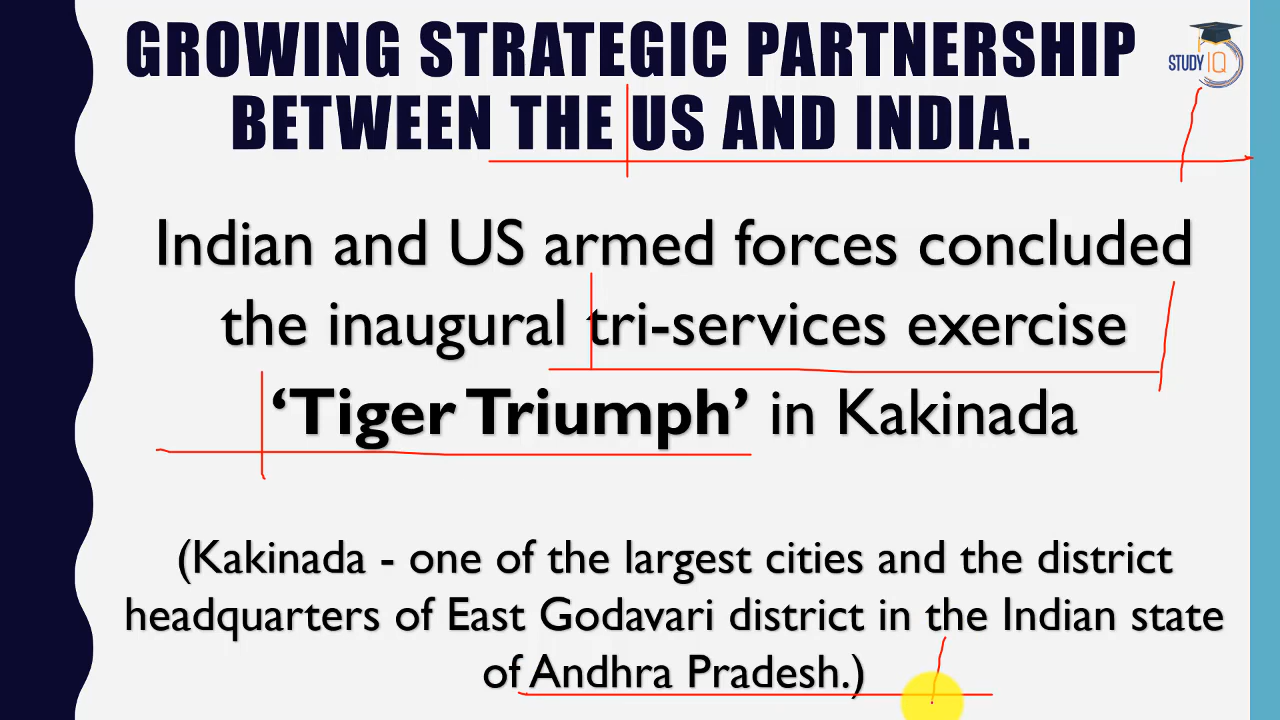 GROWING STRATEGIC PARTNERSHIP
BETWEEN THE US AND INDIA.
STUDY IQ
Indian and US armed forces concluded
the inaugural tri-services exercise
‘Tiger Triumph’ in Kakinada
(Kakinada - one of the largest cities and the district
headquarters of East Godavari district in the Indian state
of Andhra Pradesh.)